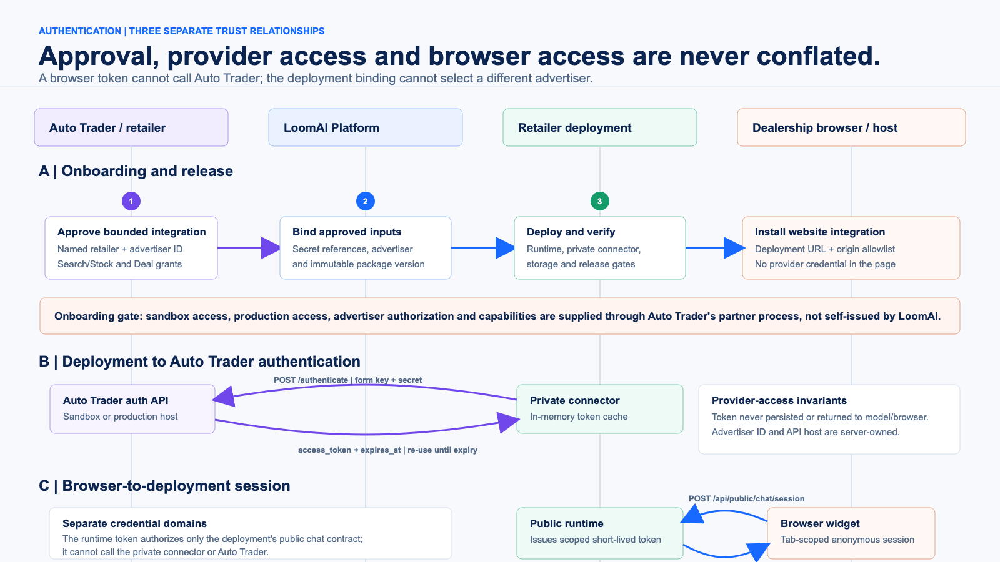 AUTHENTICATION | THREE SEPARATE TRUST RELATIONSHIPS
Approval, provider access and browser access are never conflated.
A browser token cannot call Auto Trader; the deployment binding cannot select a different advertiser.
Auto Trader / retailer
LoomAI Platform
Retailer deployment
Dealership browser / host
A | Onboarding and release
1
2
3
Approve bounded integration
Named retailer + advertiser ID
Search/Stock and Deal grants
Bind approved inputs
Secret references, advertiser
and immutable package version
Deploy and verify
Runtime, private connector,
storage and release gates
Install website integration
Deployment URL + origin allowlist
No provider credential in the page
Onboarding gate: sandbox access, production access, advertiser authorization and capabilities are supplied through Auto Trader's partner process, not self-issued by LoomAI.
B | Deployment to Auto Trader authentication
POST /authenticate | form key + secret
Auto Trader auth API
Sandbox or production host
Private connector
In-memory token cache
Provider-access invariants
Token never persisted or returned to model/browser.
Advertiser ID and API host are server-owned.
access_token + expires_at | re-use until expiry
C | Browser-to-deployment session
POST /api/public/chat/session
Separate credential domains
The runtime token authorizes only the deployment's public chat contract;
it cannot call the private connector or Auto Trader.
Public runtime
Issues scoped short-lived token
Browser widget
Tab-scoped anonymous session